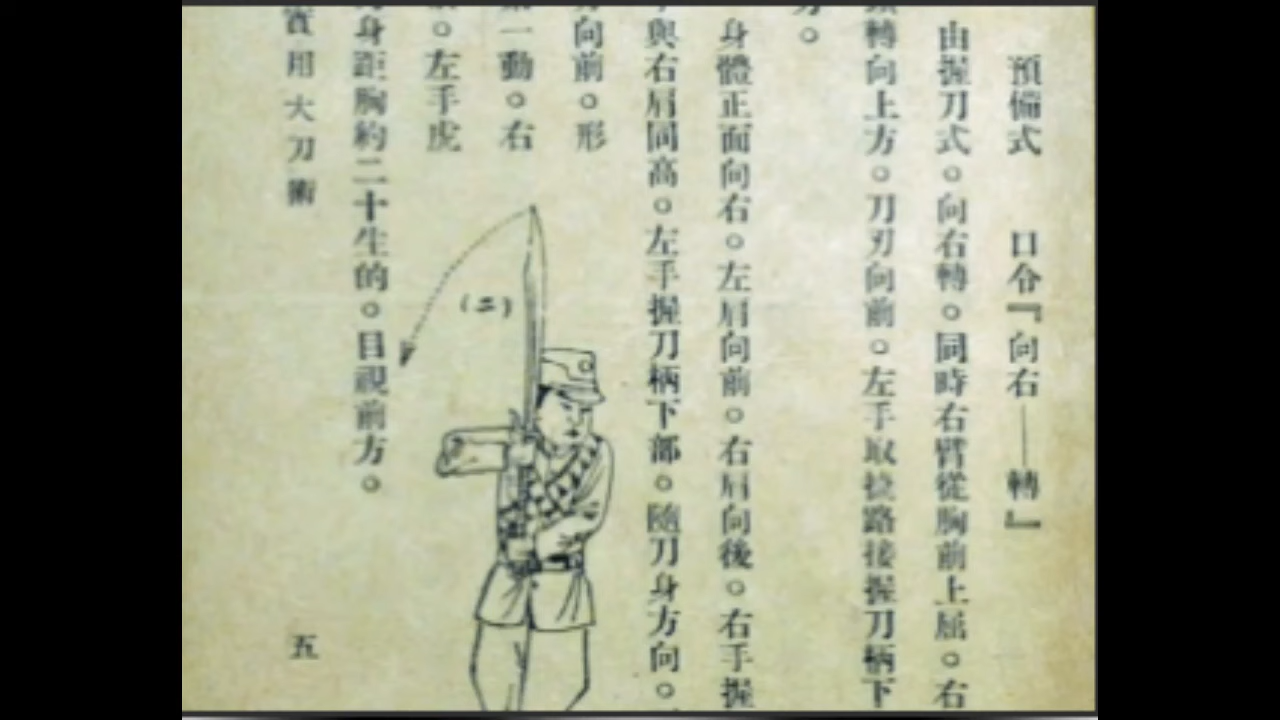 預備式　口令『向右——轉』
由握刀式。向右轉。同時右臂從胸前上屈。右
轉向上方。刀刃向前。左手取捷路接握刀柄下
方。
身體正面向右。左肩向前。右肩向後。右手握
與右肩同高。左手握刀柄下部。隨刀身方向。
向前。形
一動。右
。左手虎
身距胸約二十生的。目視前方。
實用大刀術　五
(二)